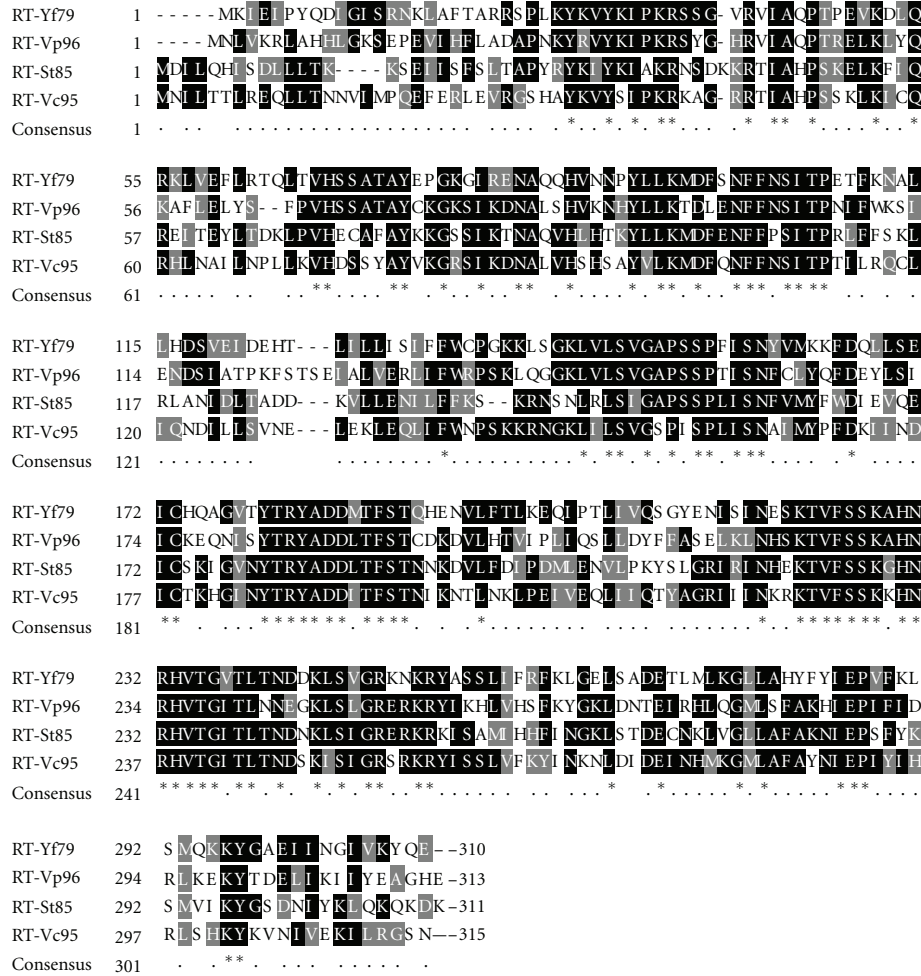 RT-Yf79 1 -----MKIEIPYQDIGISRNKLAFTARRSPLKYKVYKIPKRSSG-VRVIAQPTPEVKDLQ
RT-Vp96 1 ----MNLVKRLAHHLGKSEPEVIHFLADAPNKYRVYKIPKRSYG-HRVIAQPTRELKLYQ
RT-St85 1 MDILQHISDLLLTK----KSEIISFSLTAPYRYKIYKIAKRNSDKKRTIAHPSKELKFIQ
RT-Vc95 1 MNILTTLREQLLTNNVIMPQEFERLEVRGSHAYKVYSIPKRKAG-RRTIAHPSSKLKICQ
Consensus 1 . .. ................... *..*.*.**. . .*.**.*....*..*
RT-Yf79 55 RKLVEFLRTQLTVHSSATAYEPGKGIRENAQQHVNNPYLLKMDFSNFFNSITPETFKNAL
RT-Vp96 56 KAFLELYS--FPVHSSATAYCKGKSIKDNALSHVKNHYLLKTDLENFFNSITPNIFWKSI
RT-St85 57 REITEYLTDKLPVHECAFAYKKGSSIKTNAQVHLHTKYLLKMDFENFFPSITPRLFFSKL
RT-Vc95 60 RHLNAILNPLLKVHDSSYAYVKGRSIKDNALVHSHSAYVLKMDFQNFFNSITPTILRQCL
Consensus 61 ..... .. ..**....**..*..*..**..*....*.**.*..**.****. . .
RT-Yf79 115 LHDSVEIDEHT---LILLISIFFWCPGKKLSGKLVLSVGAPSSPFISNYVMKKFDQLLSE
RT-Vp96 114 ENDSIATPKFSTSEIALVERLIFWRPSKLQGGKLVLSVGAPSSPTISNFCLYQFDEYLSI
RT-St85 117 RLANIDLTADD---KVLLENILFFKS--KRNSNLRLSIGAPSSPLISNFVMYFWDIEVQE
RT-Vc95 120 IQNDILLSVNE---LEKLEQLIFWNPSKKRNGKLILSVGSPISPLISNAIMYPFDKIIND
Consensus 121 ........ ........*..........*.**.*.**.***.......*....
RT-Yf79 172 ICHQAGVTYTRYADDMTFSTQHENVLFTLKEQIPTLIVQSGYENISINESKTVFSSKAHN
RT-Vp96 174 ICKEQNISYTRYADDLTFSTCDKDVLHTVIPLIQSLLDYFFASELKLNHSKTVFSSKAHN
RT-St85 172 ICSKIGVNYTRYADDLTFSTNNKDVLFDIPDMLENVLPKYSLGRIRINHEKTVFSSKGHN
RT-Vc95 177 ICTKHGINYTRYADDITFSTNIKNTLNKLPEIVEQLIIQTYAGRIIINKRKTVFSSKKHN
Consensus 181 ** . ...*******.****.....*.. . ... ....... .......*..*******.**
RT-Yf79 232 RHVTGVTLTNDDKLSVGRKNKRYASSLIFRFKLGELSADETLMLKGLLAHYFYIEPVFKL
RT-Vp96 234 RHVTGITLNNEGKLSLGRERKRYIKHLVHSFKYGKLDNTEIRHLQGMLSFAKHIEPIFID
RT-St85 232 RHVTGITLTNDNKLSIGRERKRKISAMIHHFINGKLSTDECNKLVGLLAFAKNIEPSFYK
RT-Vc95 237 RHVTGITLTNDSKISIGRSRKRYISSLVFKYINKNLDIDEINHMKGMLAFAYNIEPIYIH
Consensus 241 *****.**.*..*.*.**..**............*. .*.....*.*.....***....
RT-Yf79 292 SMQKKYGAEIINGIVKYQE--310
RT-Vp96 294 RLKEKYTDELIKIIYEAGHE–313
RT-St85 292 SMVIKYGSDNIYKLQKQKDK-311
RT-Vc95 297 RLSHKYKVNIVEKILRGSN-–315
Consensus 301 . .**. ... ..... .